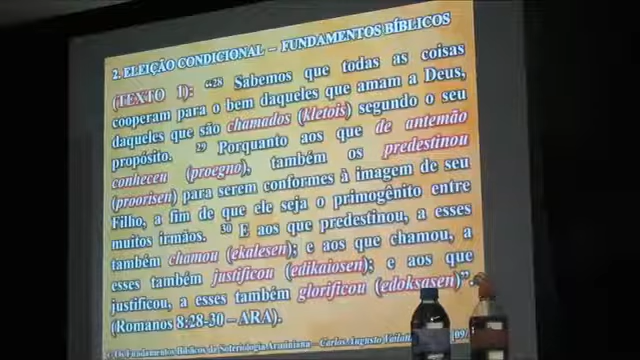 2. ELEIÇÃO CONDICIONAL – FUNDAMENTOS BÍBLICOS
(TEXTO 1): “28 Sabemos que todas as coisas
cooperam para o bem daqueles que amam a Deus,
daqueles que são chamados (kletois) segundo o seu
propósito. 29 Porquanto aos que de antemão
conheceu (proegno), também os predestinou
(proorisen) para serem conformes à imagem de seu
Filho, a fim de que ele seja o primogênito entre
muitos irmãos. 30 E aos que predestinou, a esses
também chamou (ekalesen); e aos que chamou, a
esses também justificou (edikaiosen); e aos que
justificou, a esses também glorificou (edoksasen)”.
(Romanos 8:28-30 – ARA).
Os Fundamentos Bíblicos da Soteriologia Arminiana – Carlos Augusto 109/